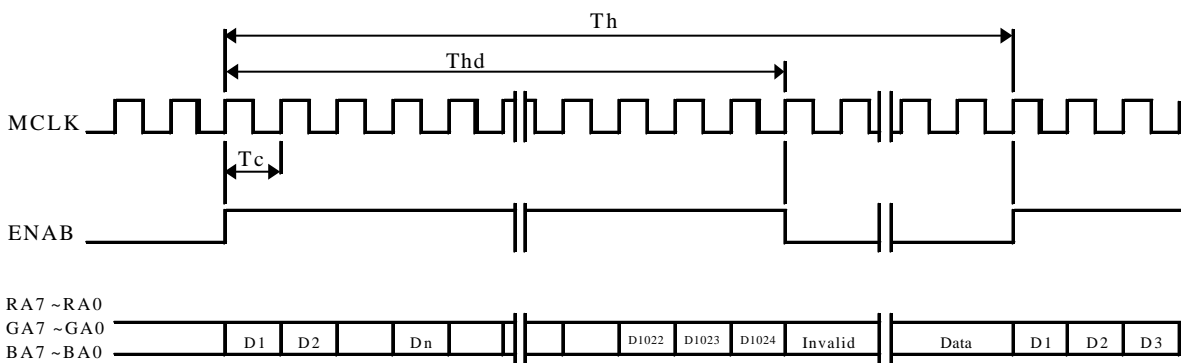 Th
Thd
MCLK
Tc
ENAB
RA7 ~RA0
GA7 ~GA0
BA7 ~BA0
D1 D2 Dn D1022 D1023 D1024 Invalid Data D1 D2 D3